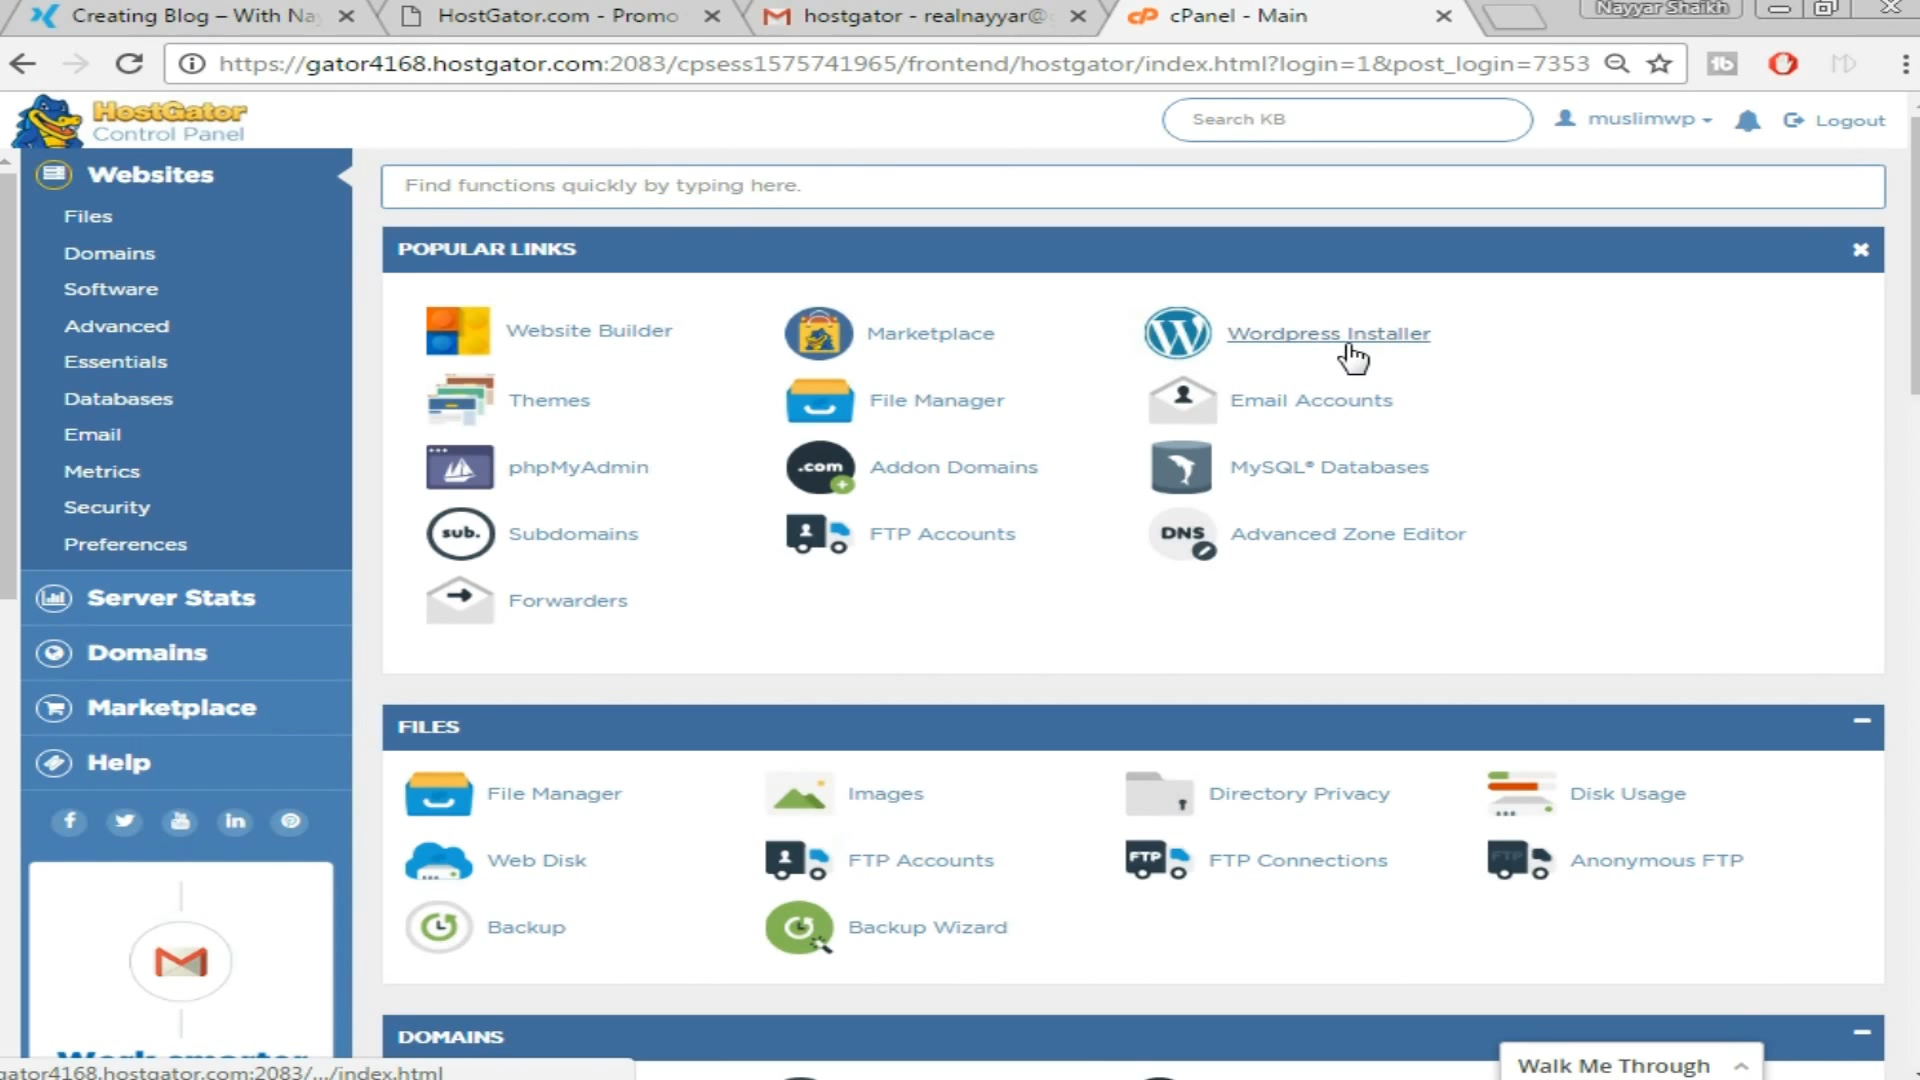 Creating Blog – With Na
HostGator.com - Promo
hostgator - realnayyar@
cPanel - Main
Nayyar Shaikh
https://gator4168.hostgator.com:2083/cpsess1575741965/frontend/hostgator/index.html?login=1&post_login=7353
HostGator
Control Panel
Search KB
muslimwp
Logout
Websites
Files
Domains
Software
Advanced
Essentials
Databases
Email
Metrics
Security
Preferences
Server Stats
Domains
Marketplace
Help
Work smarter
Find functions quickly by typing here.
POPULAR LINKS
Website Builder
Marketplace
Wordpress Installer
Themes
File Manager
Email Accounts
phpMyAdmin
.com
Addon Domains
MySQL® Databases
sub.
Subdomains
FTP Accounts
DNS
Advanced Zone Editor
Forwarders
FILES
File Manager
Images
Directory Privacy
Disk Usage
Web Disk
FTP Accounts
FTP
FTP Connections
FTP
Anonymous FTP
Backup
Backup Wizard
DOMAINS
Walk Me Through
gator4168.hostgator.com:2083/.../index.html